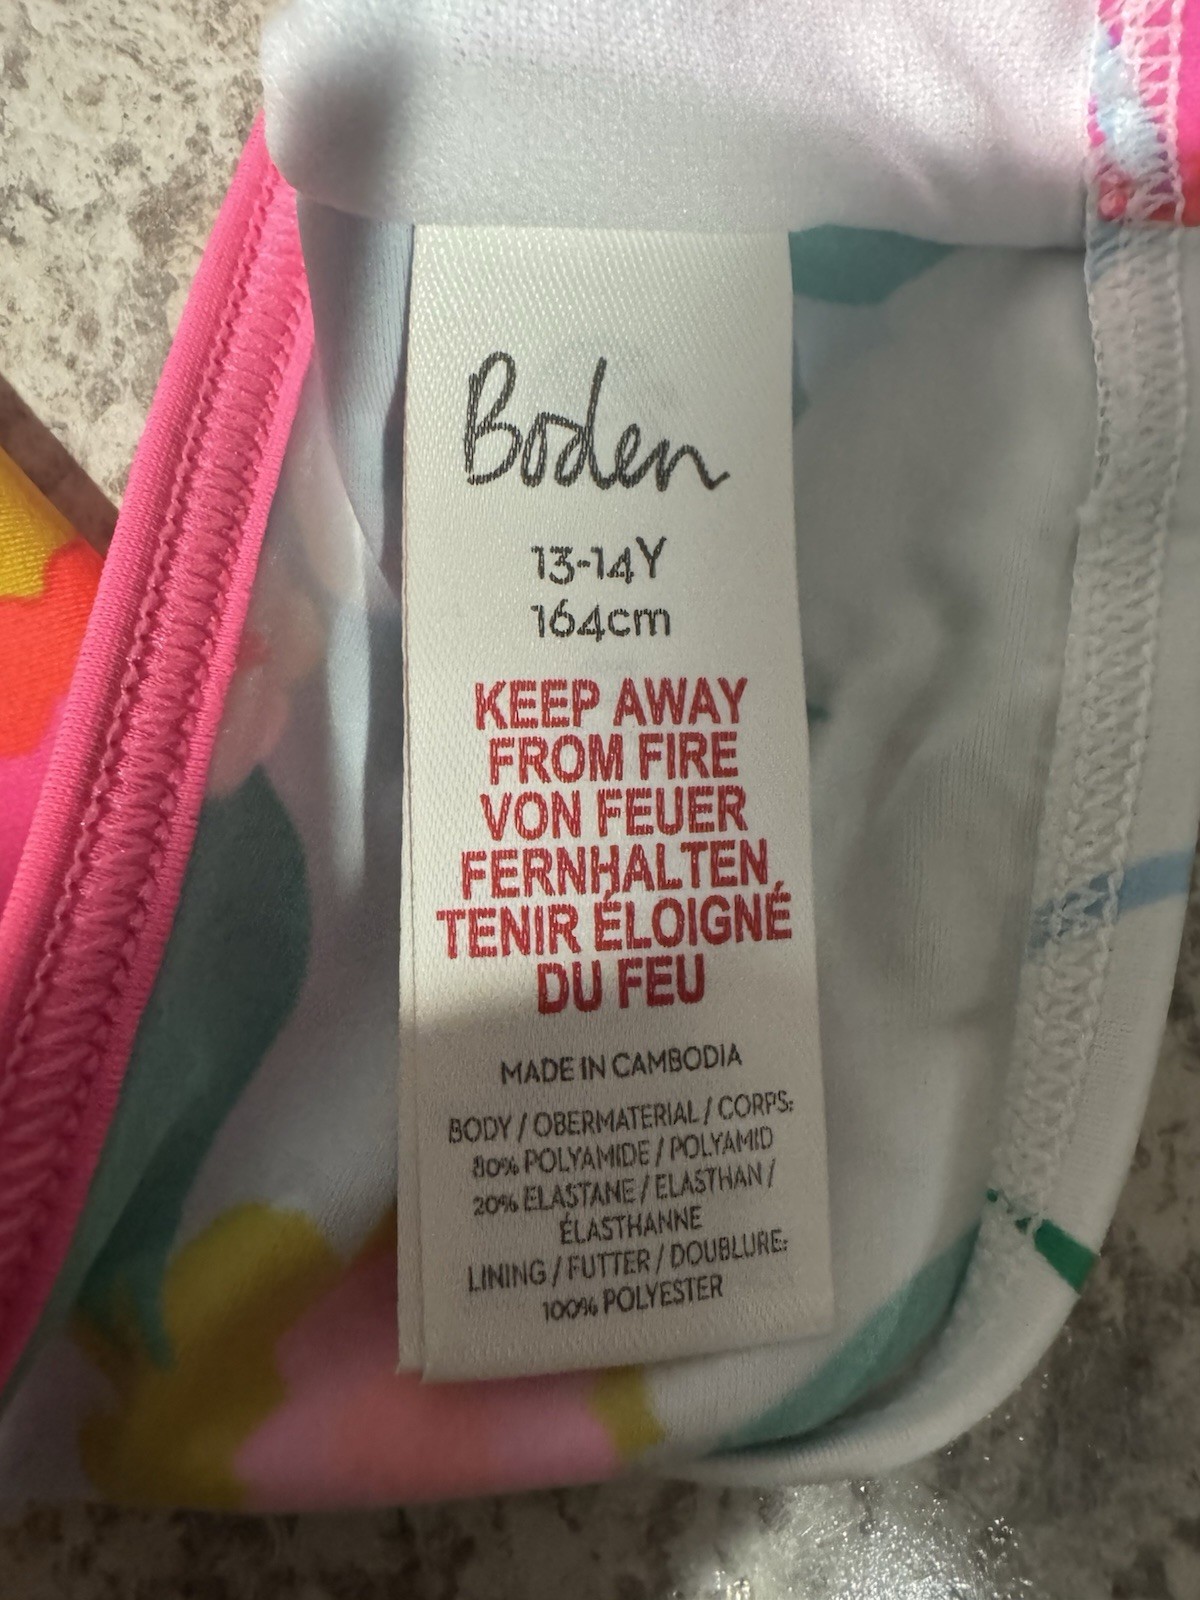 Boden
13-14Y
164cm
KEEP AWAY
FROM FIRE
VON FEUER
FERNHALTEN
TENIR ÉLOIGNÉ
DU FEU
MADE IN CAMBODIA
BODY / OBERMATERIAL / CORPS:
80% POLYAMIDE / POLYAMID
20% ELASTANE / ELASTHAN /
ÉLASTHANNE
LINING / FUTTER / DOUBLURE:
100% POLYESTER